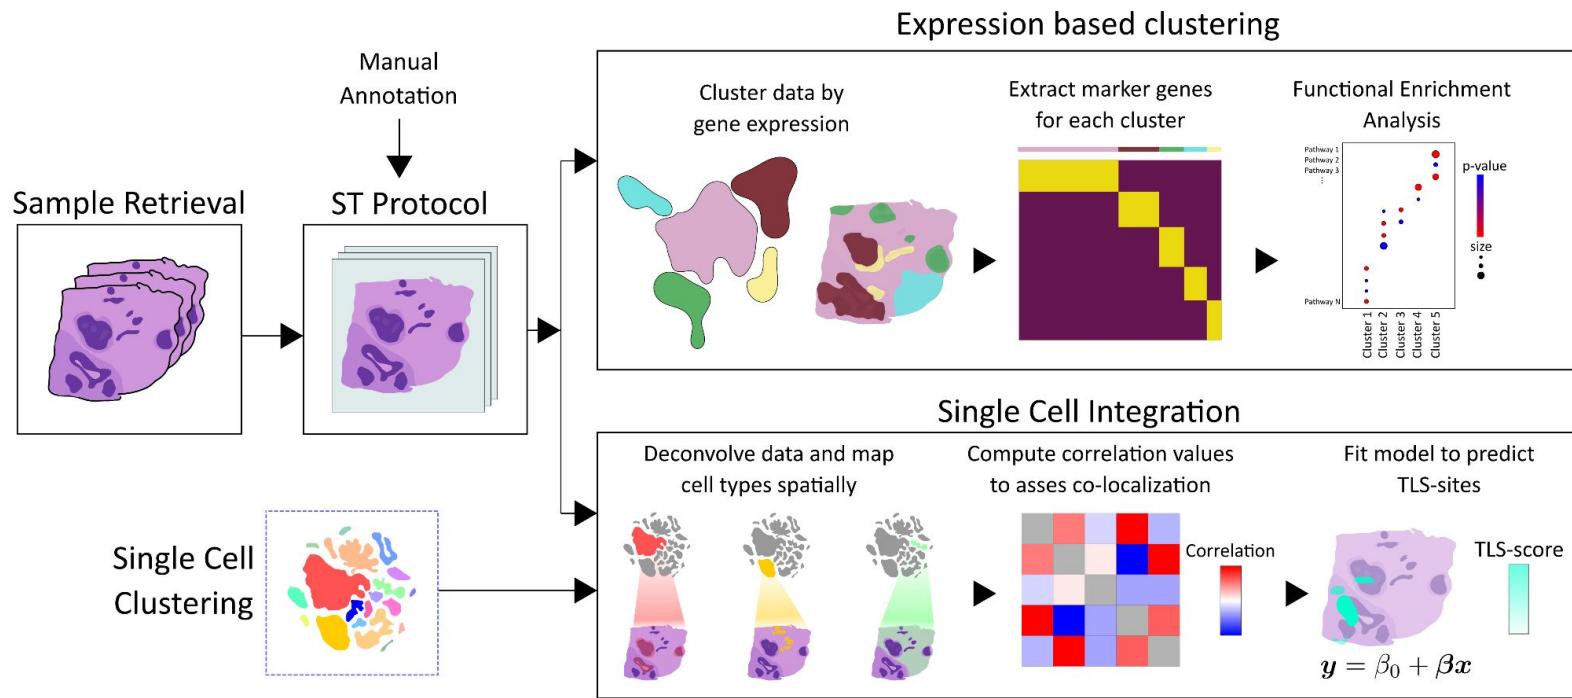 Expression based clustering
Manual
Annotation
Cluster data by
gene expression
Extract marker genes
for each cluster
Functional Enrichment
Analysis
Pathway 1
Pathway 2
Pathway 3
⋮
Pathway N
p-value
size
Cluster 1
Cluster 2
Cluster 3
Cluster 4
Cluster 5
Sample Retrieval
ST Protocol
Single Cell Integration
Deconvolve data and map
cell types spatially
Compute correlation values
to asses co-localization
Fit model to predict
TLS-sites
Single Cell
Clustering
Correlation
TLS-score
y = β₀ + βx